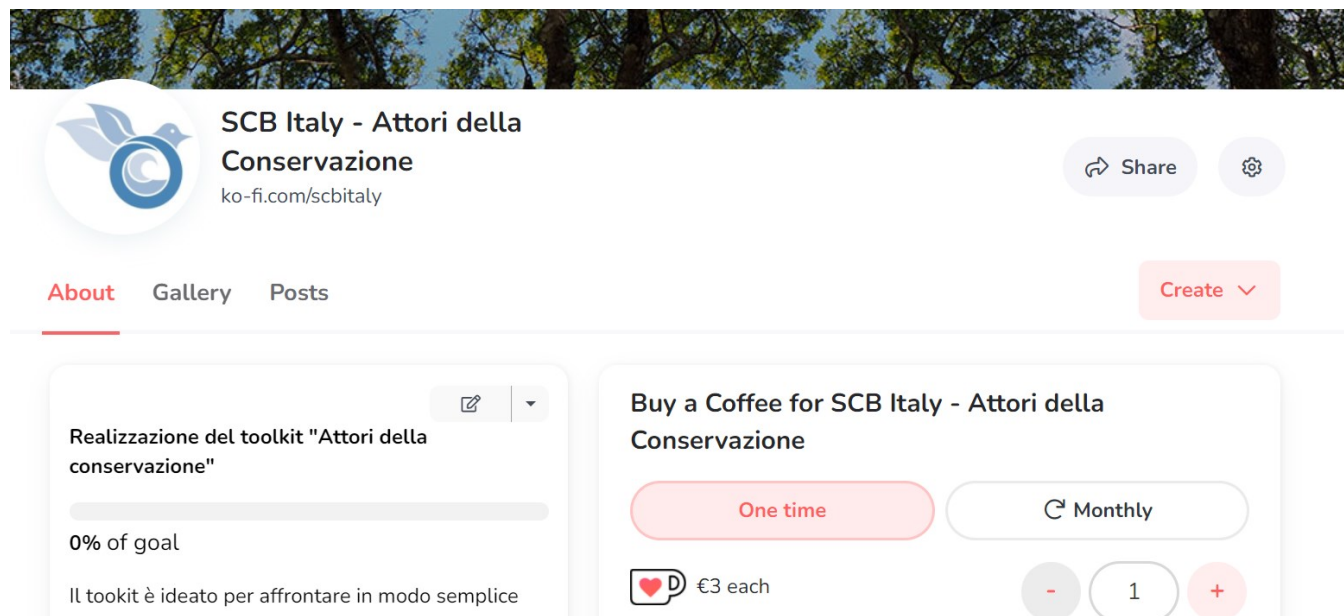 SCB Italy - Attori della
Conservazione
ko-fi.com/scbitaly
Share
About
Gallery
Posts
Create
Realizzazione del toolkit "Attori della
conservazione"
0% of goal
Il tookit è ideato per affrontare in modo semplice
Buy a Coffee for SCB Italy - Attori della
Conservazione
One time
Monthly
€3 each
-
1
+